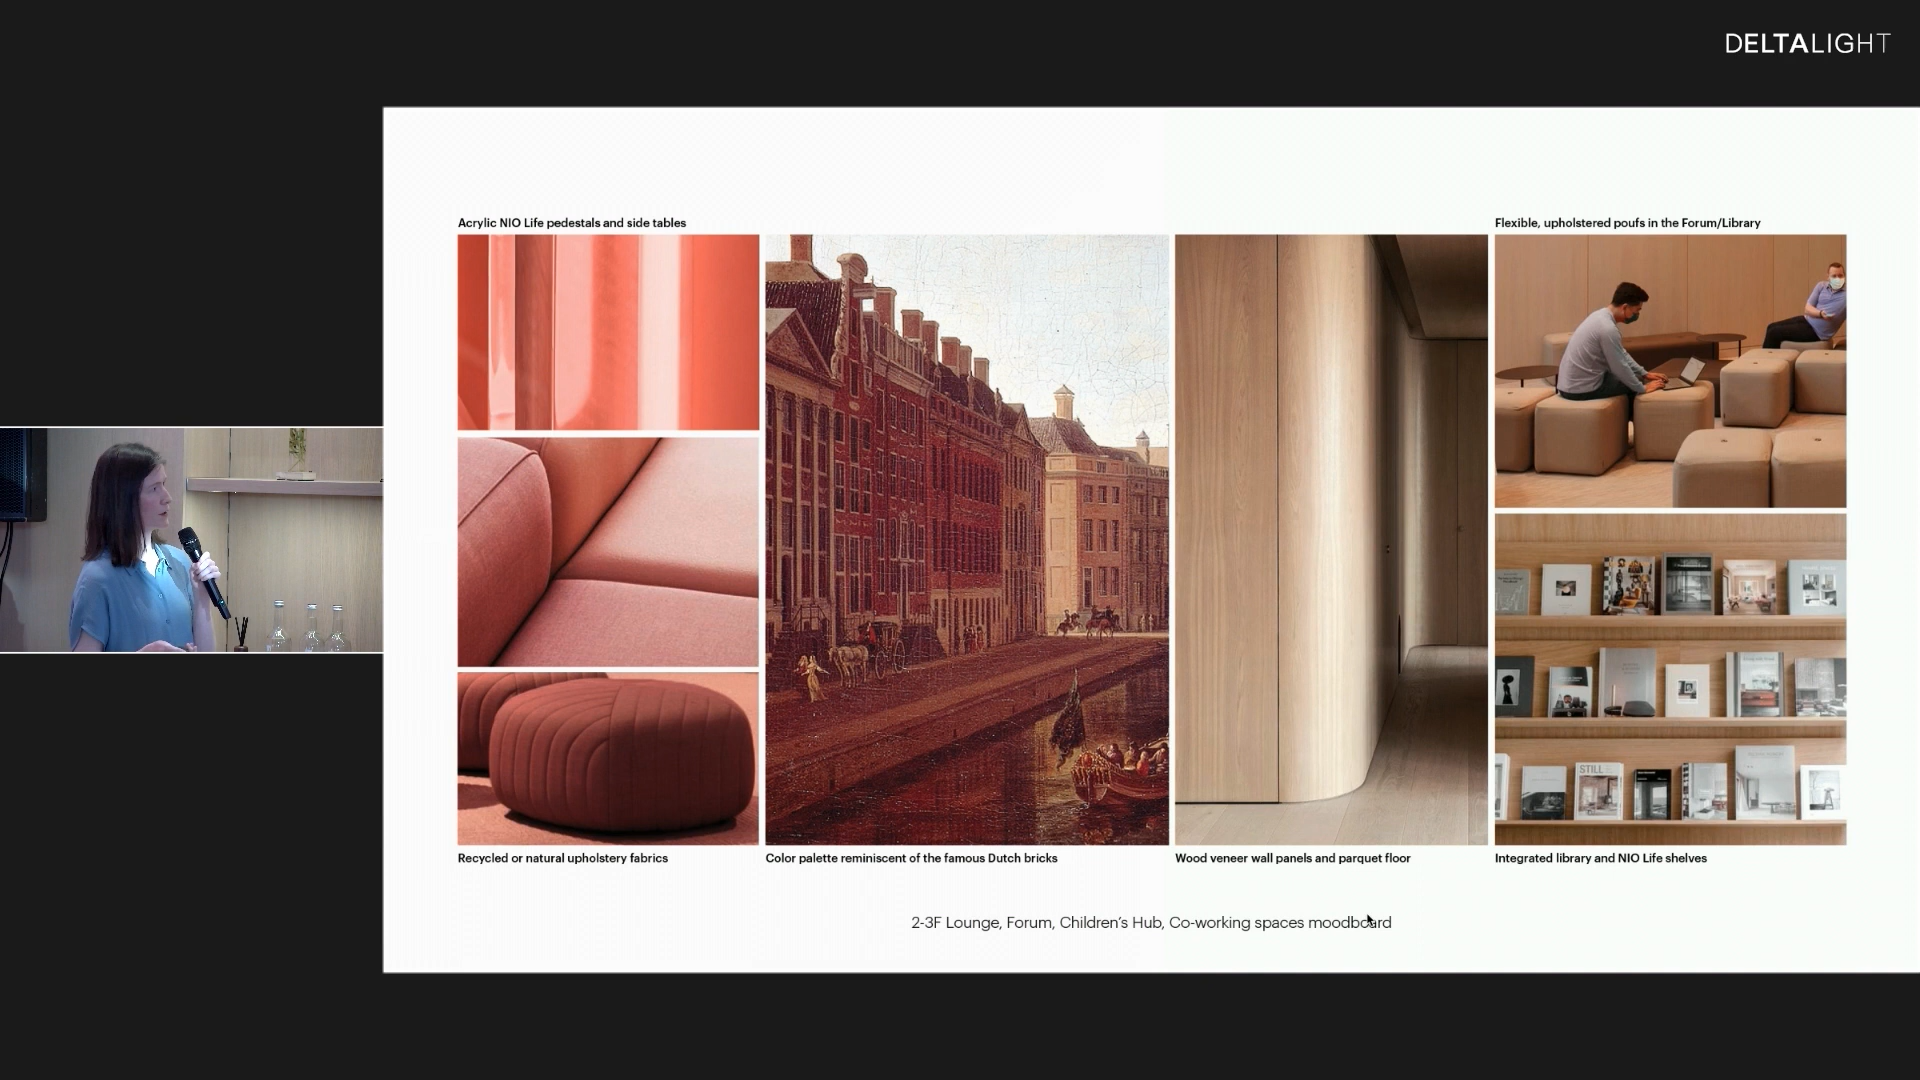 DELTALIGHT
Acrylic NIO Life pedestals and side tables
Flexible, upholstered poufs in the Forum/Library
STILL
Recycled or natural upholstery fabrics
Color palette reminiscent of the famous Dutch bricks
Wood veneer wall panels and parquet floor
Integrated library and NIO Life shelves
2-3F Lounge, Forum, Children's Hub, Co-working spaces moodboard